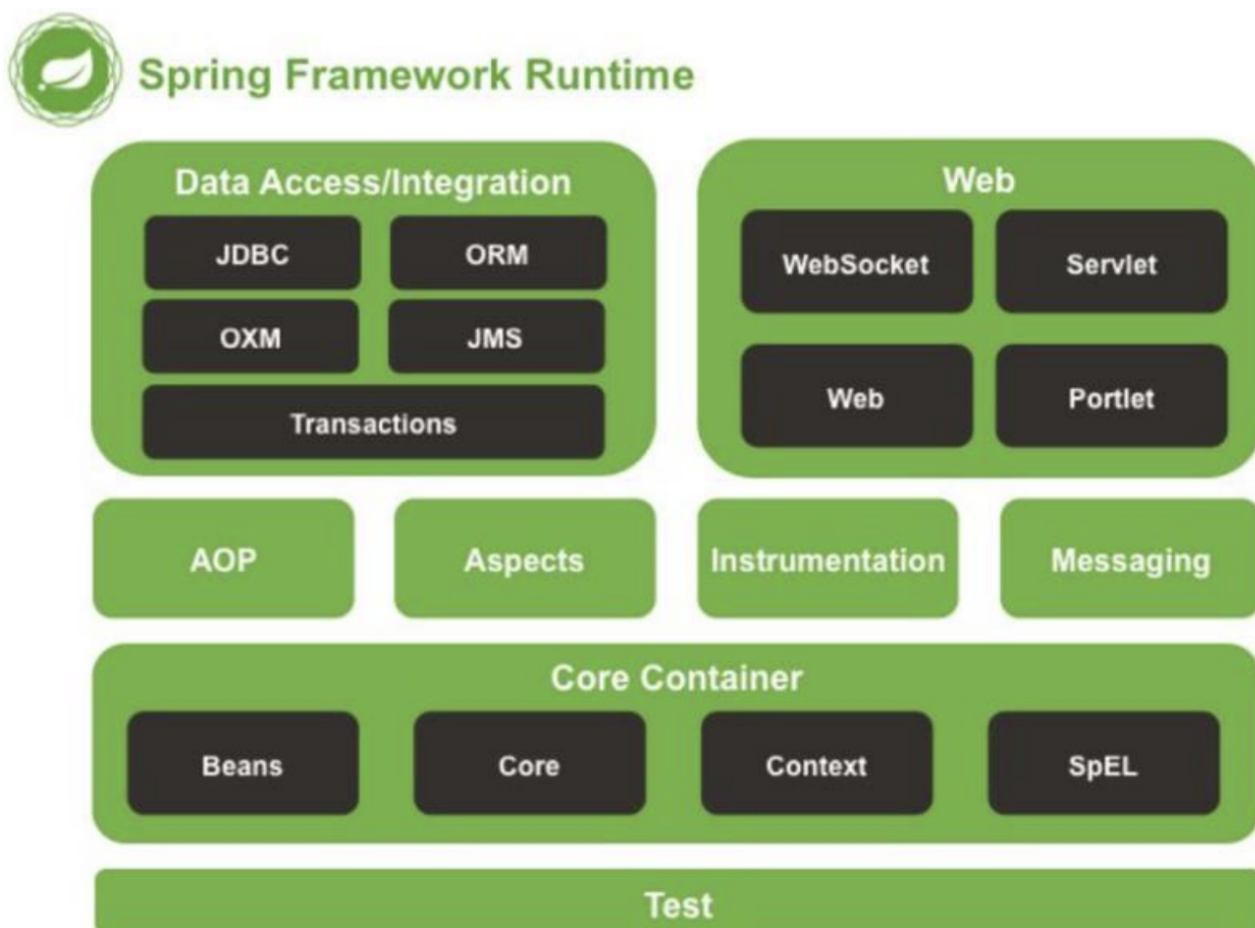 Spring Framework Runtime
Data Access/Integration
JDBC ORM
OXM JMS
Transactions
Web
WebSocket Servlet
Web Portlet
AOP Aspects Instrumentation Messaging
Core Container
Beans Core Context SpEL
Test